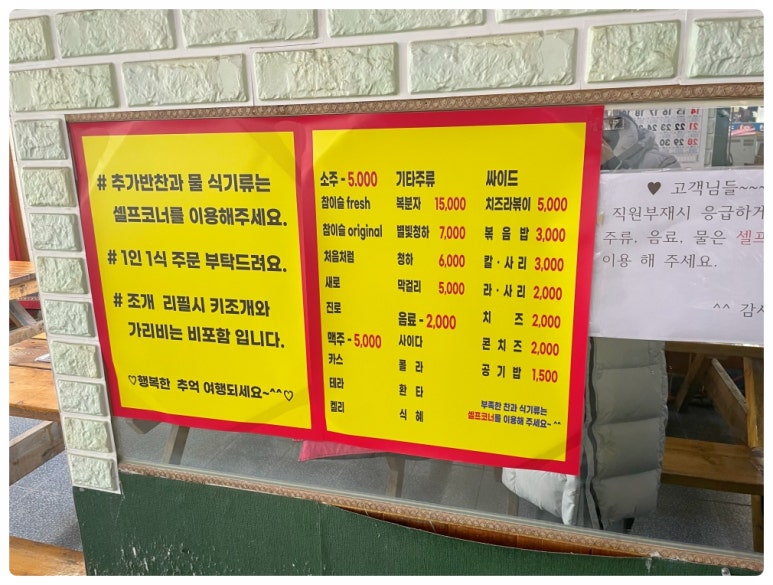 # 추가반찬과 물 식기류는
셀프코너를 이용해주세요.
# 1인 1식 주문 부탁드려요.
# 조개 리필시 키조개와
가리비는 비포함 입니다.
♡행복한 추억 여행되세요~^^♡
소주 - 5.000
참이슬 fresh
참이슬 original
처음처럼
새로
진로
맥주 - 5,000
카스
테라
켈리
기타주류
복분자 15,000
별빛청하 7,000
청하 6,000
막걸리 5,000
음료 - 2,000
사이다
콜라
환타
식혜
싸이드
치즈라볶이 5,000
볶음밥 3,000
칼·사리 3,000
라·사리 2,000
치즈 2,000
콘치즈 2,000
공기밥 1,500
부족한 찬과 식기류는
셀프코너를 이용해 주세요~^^
♥ 고객님들~~~
직원부재시 응급하게
주류, 음료, 물은 셀프
이용 해 주세요.
^^ 감사